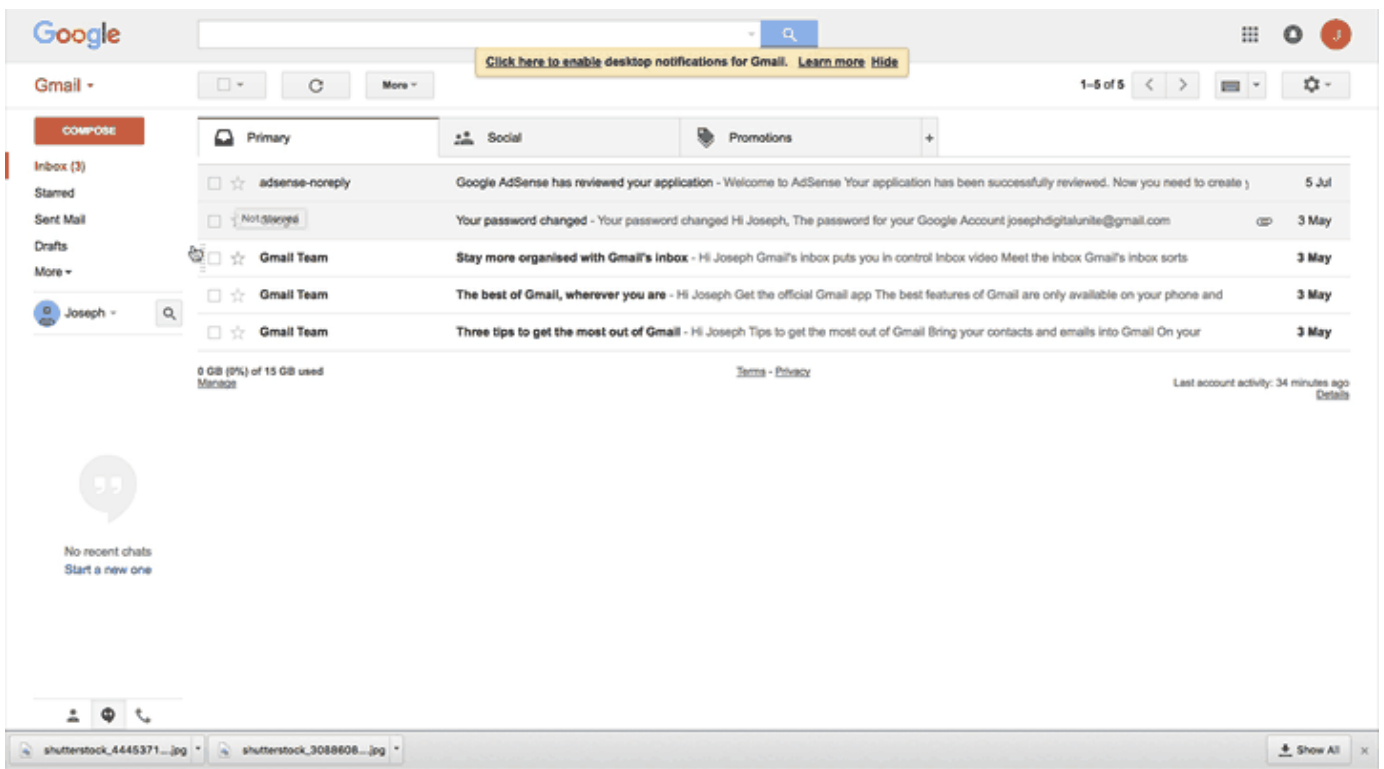 Google
Click here to enable desktop notifications for Gmail. Learn more Hide
J
Gmail
More
1–5 of 5
COMPOSE
Primary
Social
Promotions
+
Inbox (3)
Starred
Sent Mail
Drafts
More
Joseph
adsense-noreply Google AdSense has reviewed your application - Welcome to AdSense Your application has been successfully reviewed. Now you need to create 5 Jul
Not starred Your password changed - Your password changed Hi Joseph, The password for your Google Account josephdigitalunite@gmail.com 3 May
Gmail Team Stay more organised with Gmail's inbox - Hi Joseph Gmail's inbox puts you in control Inbox video Meet the inbox Gmail's inbox sorts 3 May
Gmail Team The best of Gmail, wherever you are - Hi Joseph Get the official Gmail app The best features of Gmail are only available on your phone and 3 May
Gmail Team Three tips to get the most out of Gmail - Hi Joseph Tips to get the most out of Gmail Bring your contacts and emails into Gmail On your 3 May
0 GB (0%) of 15 GB used
Manage
Terms - Privacy
Last account activity: 34 minutes ago
Details
No recent chats
Start a new one
shutterstock_4445371....jpg
shutterstock_3088608....jpg
Show All